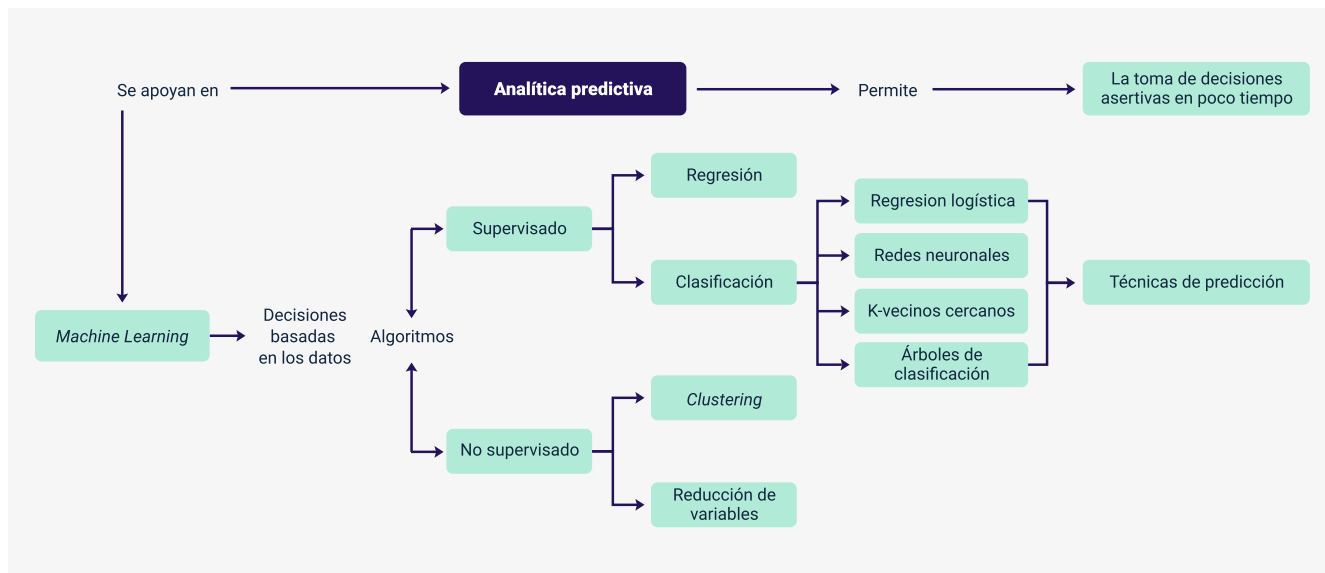 Se apoyan en
Analítica predictiva
Permite
La toma de decisiones
asertivas en poco tiempo
Machine Learning
Decisiones
basadas
en los datos
Algoritmos
Supervisado
Regresión
Clasificación
Regresion logística
Redes neuronales
K-vecinos cercanos
Árboles de
clasificación
Técnicas de predicción
No supervisado
Clustering
Reducción de
variables